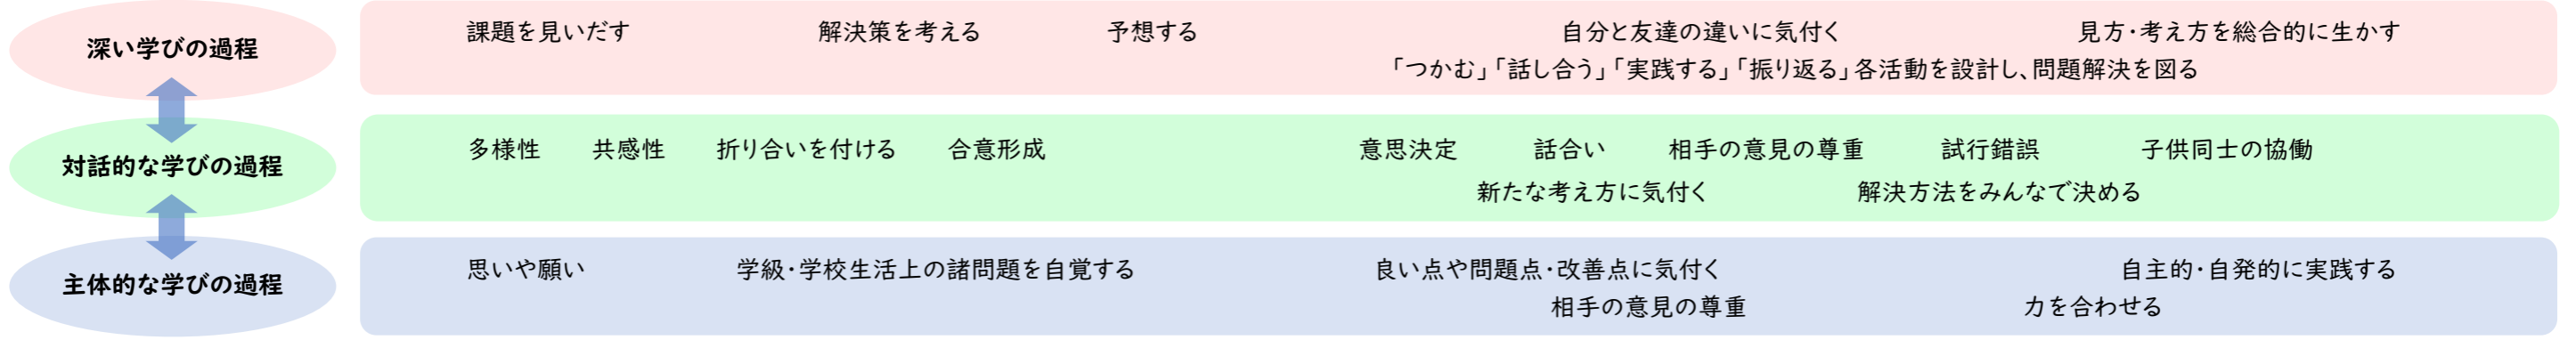 深い学びの過程
課題を見いだす 解決策を考える 予想する 自分と友達の違いに気付く 見方・考え方を総合的に生かす
「つかむ」「話し合う」「実践する」「振り返る」各活動を設計し、問題解決を図る
対話的な学びの過程
多様性 共感性 折り合いを付ける 合意形成 意思決定 話合い 相手の意見の尊重 試行錯誤 子供同士の協働
新たな考え方に気付く 解決方法をみんなで決める
主体的な学びの過程
思いや願い 学級・学校生活上の諸問題を自覚する 良い点や問題点・改善点に気付く 自主的・自発的に実践する
相手の意見の尊重 力を合わせる